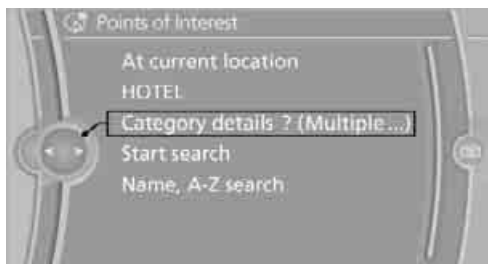 Points of Interest
At current location
HOTEL
Category details ? (Multiple ...)
Start search
Name, A-Z search